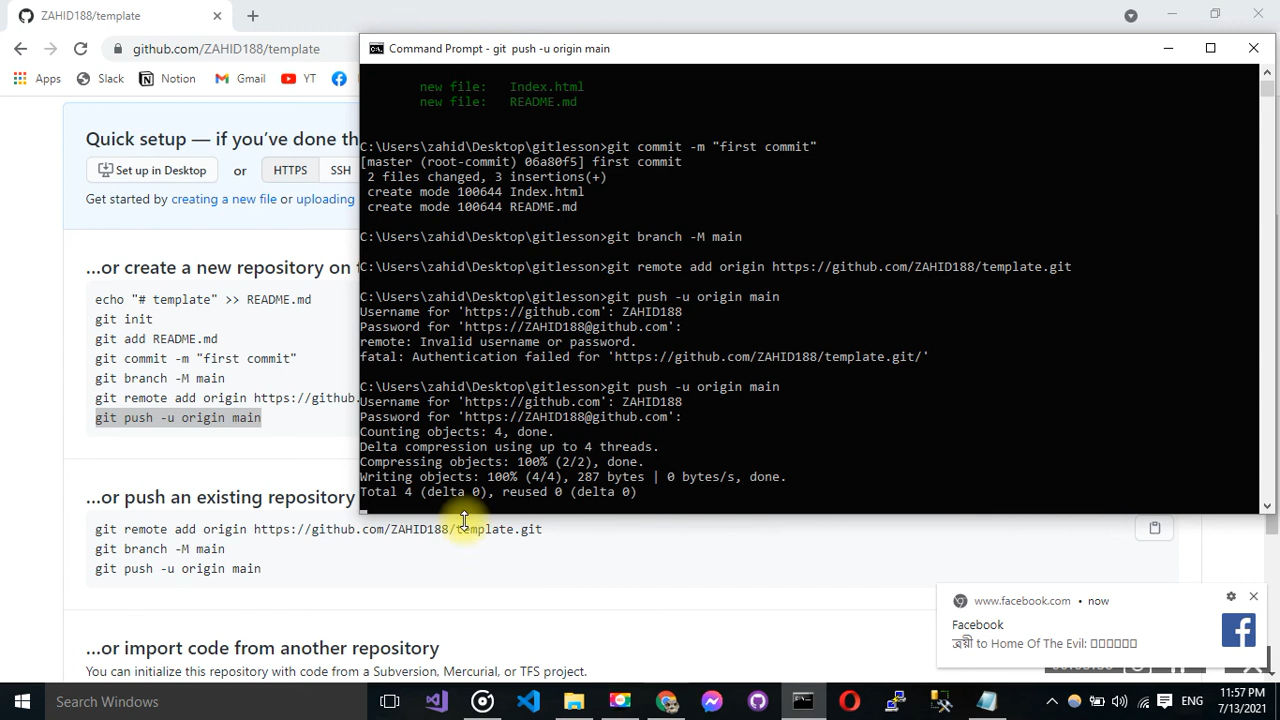 ZAHID188/template
github.com/ZAHID188/template
Apps Slack Notion Gmail YT
Command Prompt - git push -u origin main
new file: Index.html
new file: README.md
C:\Users\zahid\Desktop\gitlesson>git commit -m "first commit"
[master (root-commit) 06a80f5] first commit
2 files changed, 3 insertions(+)
create mode 100644 Index.html
create mode 100644 README.md
C:\Users\zahid\Desktop\gitlesson>git branch -M main
C:\Users\zahid\Desktop\gitlesson>git remote add origin https://github.com/ZAHID188/template.git
C:\Users\zahid\Desktop\gitlesson>git push -u origin main
Username for 'https://github.com': ZAHID188
Password for 'https://ZAHID188@github.com':
remote: Invalid username or password.
fatal: Authentication failed for 'https://github.com/ZAHID188/template.git/'
C:\Users\zahid\Desktop\gitlesson>git push -u origin main
Username for 'https://github.com': ZAHID188
Password for 'https://ZAHID188@github.com':
Counting objects: 4, done.
Delta compression using up to 4 threads.
Compressing objects: 100% (2/2), done.
Writing objects: 100% (4/4), 287 bytes | 0 bytes/s, done.
Total 4 (delta 0), reused 0 (delta 0)
Quick setup — if you've done th
Set up in Desktop or HTTPS SSH
Get started by creating a new file or uploading
...or create a new repository on
echo "# template" >> README.md
git init
git add README.md
git commit -m "first commit"
git branch -M main
git remote add origin https://github.
git push -u origin main
...or push an existing repository
git remote add origin https://github.com/ZAHID188/template.git
git branch -M main
git push -u origin main
...or import code from another repository
You can initialize this repository with code from a Subversion, Mercurial, or TFS project.
www.facebook.com • now
Facebook
ত্রয়ী to Home Of The Evil:
Search Windows
ENG
11:57 PM
7/13/2021